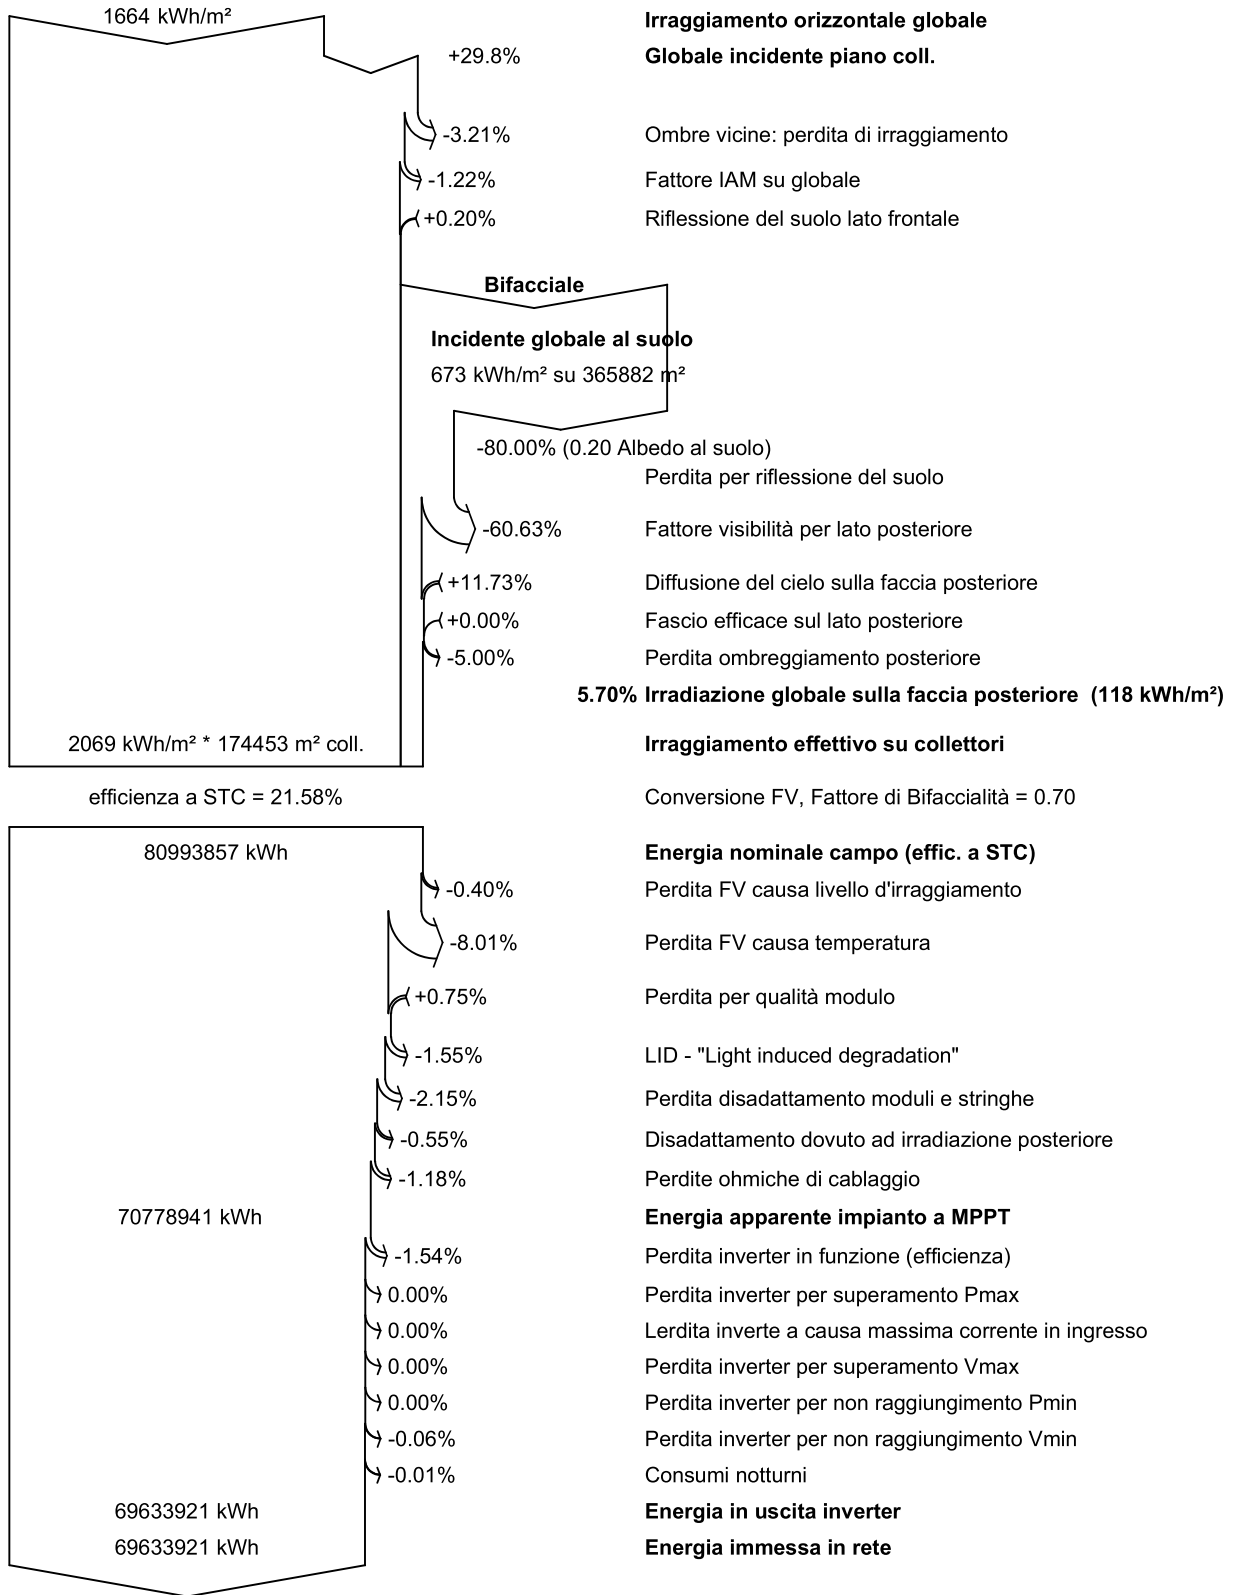 1664 kWh/m² Irraggiamento orizzontale globale
+29.8% Globale incidente piano coll.
-3.21% Ombre vicine: perdita di irraggiamento
-1.22% Fattore IAM su globale
+0.20% Riflessione del suolo lato frontale
Bifacciale
Incidente globale al suolo
673 kWh/m² su 365882 m²
-80.00% (0.20 Albedo al suolo)
Perdita per riflessione del suolo
-60.63% Fattore visibilità per lato posteriore
+11.73% Diffusione del cielo sulla faccia posteriore
+0.00% Fascio efficace sul lato posteriore
-5.00% Perdita ombreggiamento posteriore
5.70% Irradiazione globale sulla faccia posteriore (118 kWh/m²)
2069 kWh/m² * 174453 m² coll. Irraggiamento effettivo su collettori
efficienza a STC = 21.58% Conversione FV, Fattore di Bifaccialità = 0.70
80993857 kWh Energia nominale campo (effic. a STC)
-0.40% Perdita FV causa livello d'irraggiamento
-8.01% Perdita FV causa temperatura
+0.75% Perdita per qualità modulo
-1.55% LID - "Light induced degradation"
-2.15% Perdita disadattamento moduli e stringhe
-0.55% Disadattamento dovuto ad irradiazione posteriore
-1.18% Perdite ohmiche di cablaggio
70778941 kWh Energia apparente impianto a MPPT
-1.54% Perdita inverter in funzione (efficienza)
0.00% Perdita inverter per superamento Pmax
0.00% Lerdita inverte a causa massima corrente in ingresso
0.00% Perdita inverter per superamento Vmax
0.00% Perdita inverter per non raggiungimento Pmin
-0.06% Perdita inverter per non raggiungimento Vmin
-0.01% Consumi notturni
69633921 kWh Energia in uscita inverter
69633921 kWh Energia immessa in rete